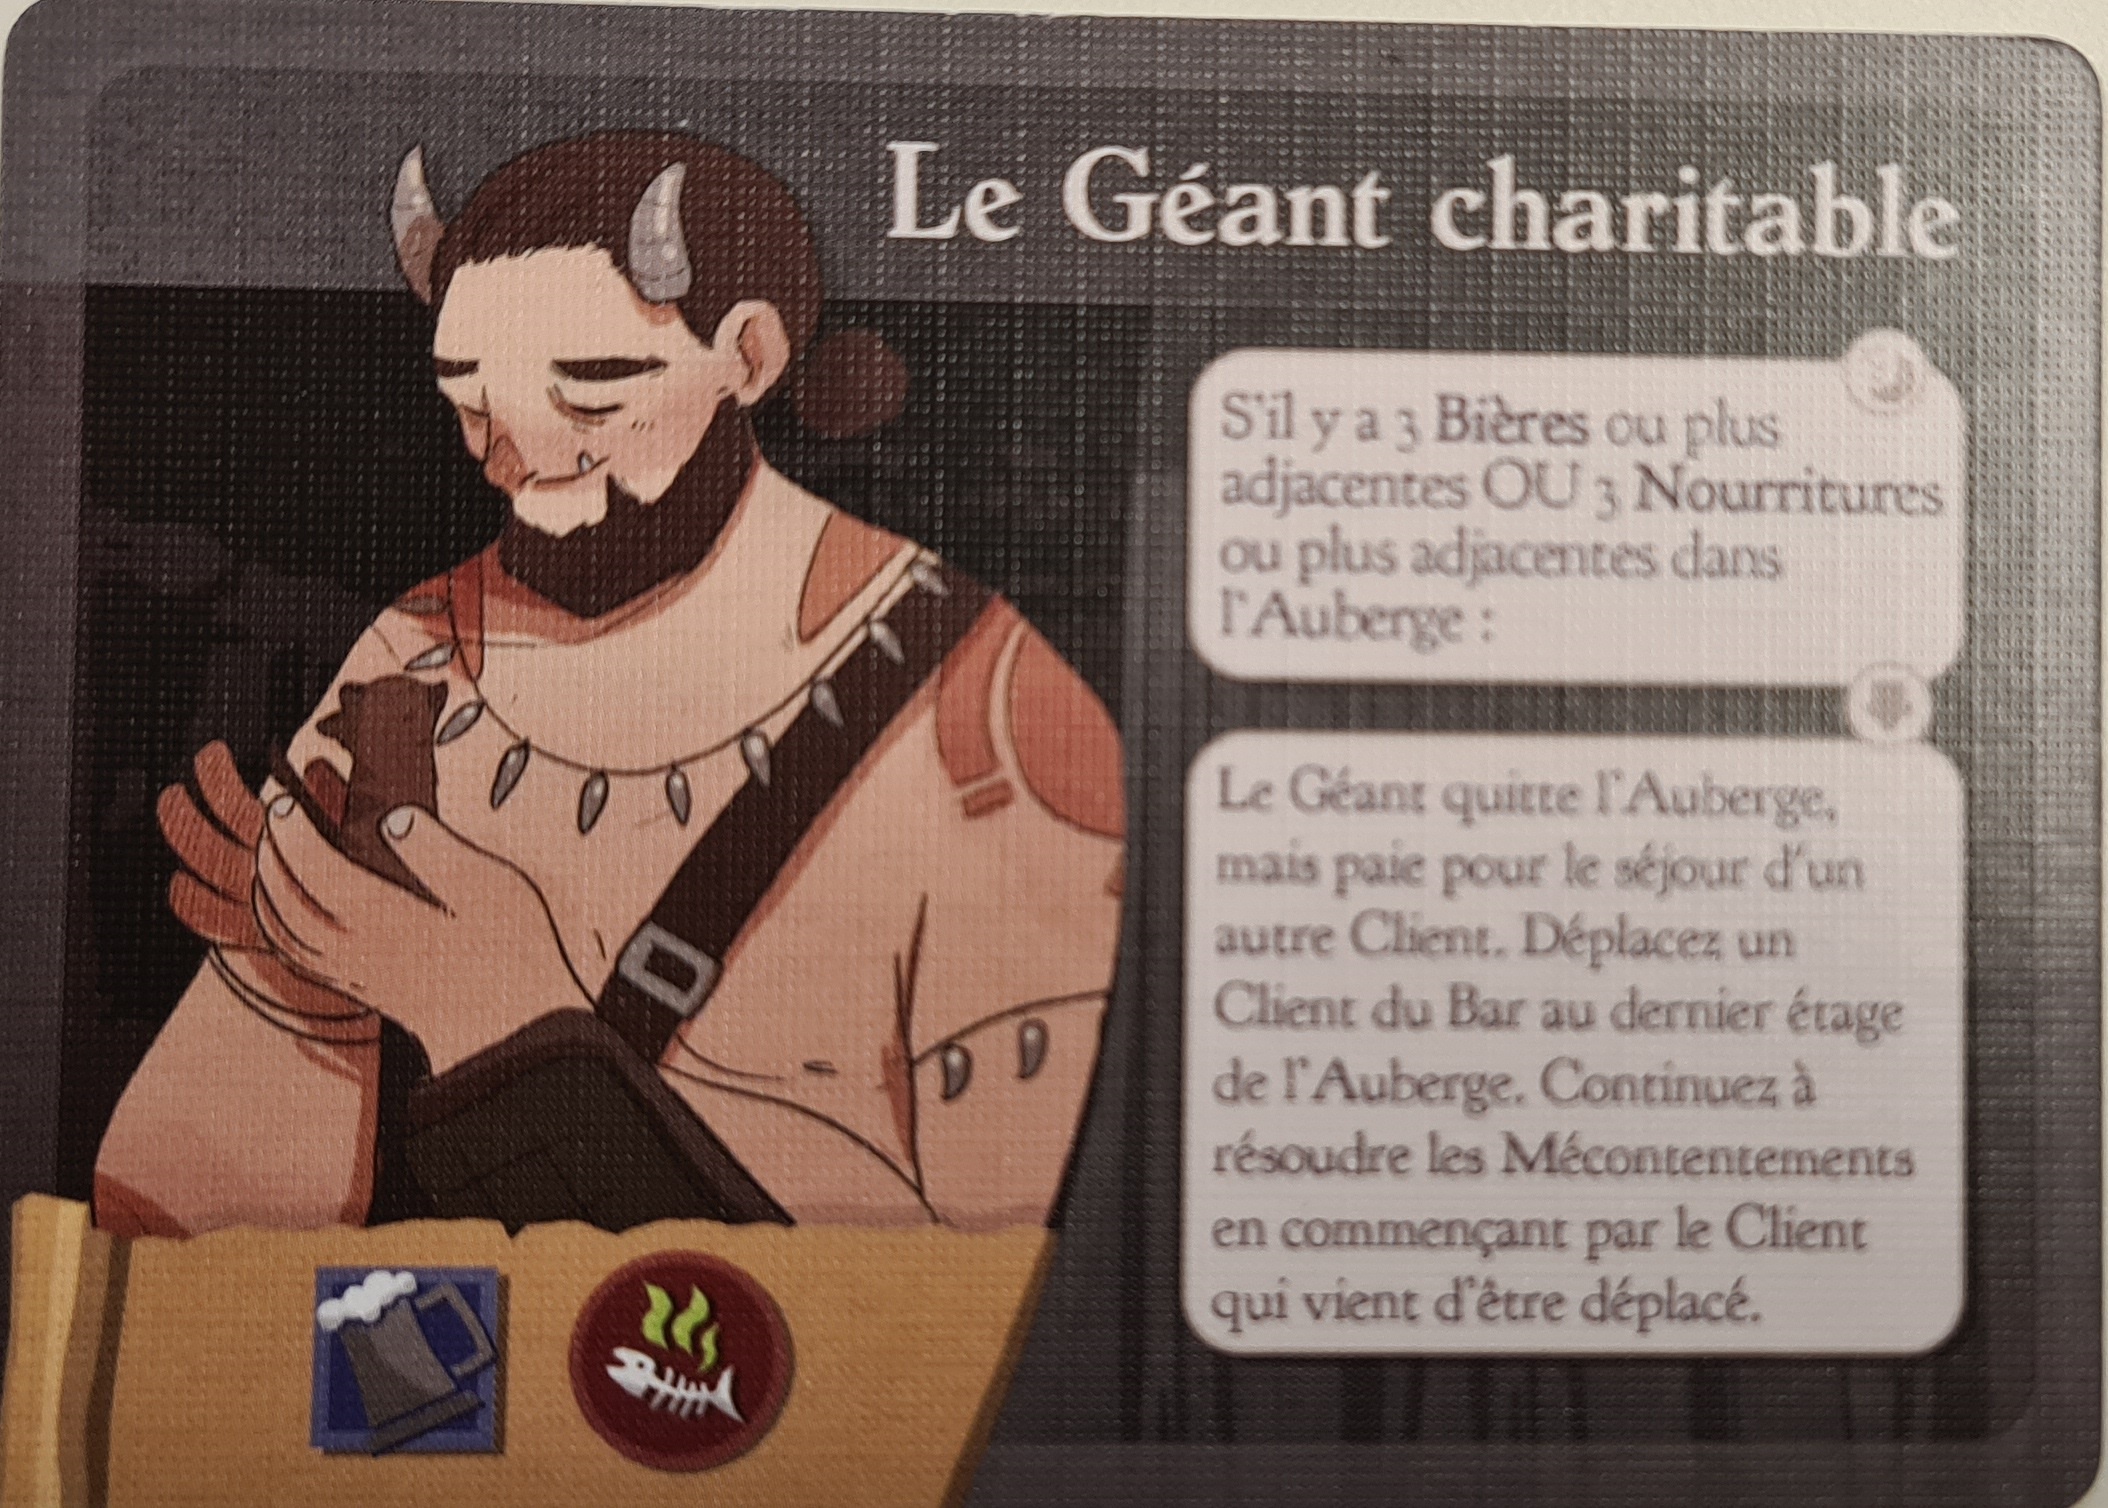 Le Géant charitable
S'il y a 3 Bières ou plus
adjacentes OU 3 Nourritures
ou plus adjacentes dans
l'Auberge :
Le Géant quitte l'Auberge,
mais paie pour le séjour d'un
autre Client. Déplacez un
Client du Bar au dernier étage
de l'Auberge. Continuez à
résoudre les Mécontentements
en commençant par le Client
qui vient d'être déplacé.